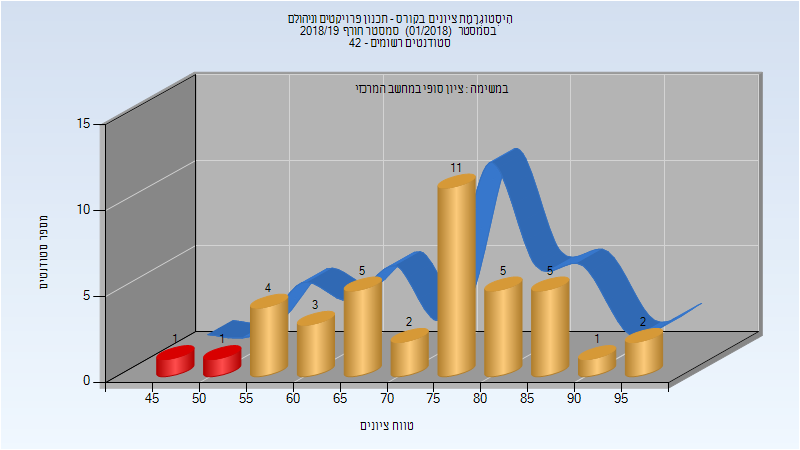 היסטוגרמת ציונים בקורס - תכנון פרויקטים וניהולם
בסמסטר (01/2018) סמסטר חורף 2018/19
סטודנטים רשומים - 42
במשימה : ציון סופי במחשב המרכזי
15
10
5
0
מספר סטודנטים
1
1
4
3
5
2
11
5
5
1
2
45 50 55 60 65 70 75 80 85 90 95
טווח ציונים